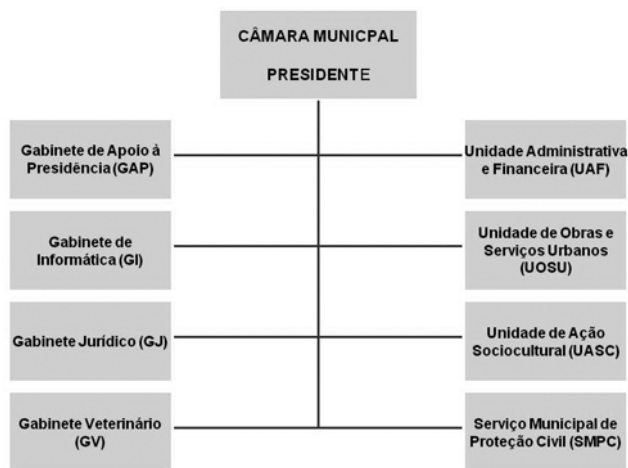 CÂMARA MUNICPAL
PRESIDENTE
Gabinete de Apoio à
Presidência (GAP)
Unidade Administrativa
e Financeira (UAF)
Gabinete de
Informática (GI)
Unidade de Obras e
Serviços Urbanos
(UOSU)
Gabinete Jurídico (GJ)
Unidade de Ação
Sociocultural (UASC)
Gabinete Veterinário
(GV)
Serviço Municipal de
Proteção Civil (SMPC)